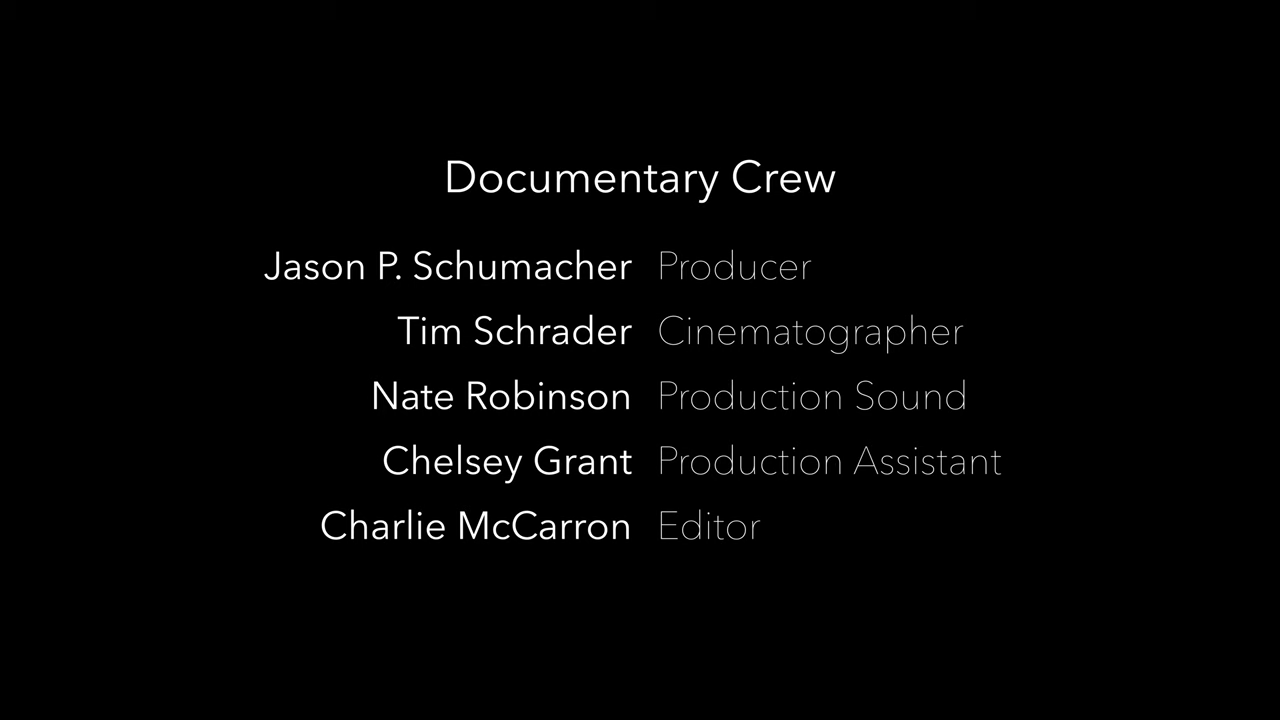 Documentary Crew
Jason P. Schumacher Producer
Tim Schrader Cinematographer
Nate Robinson Production Sound
Chelsey Grant Production Assistant
Charlie McCarron Editor